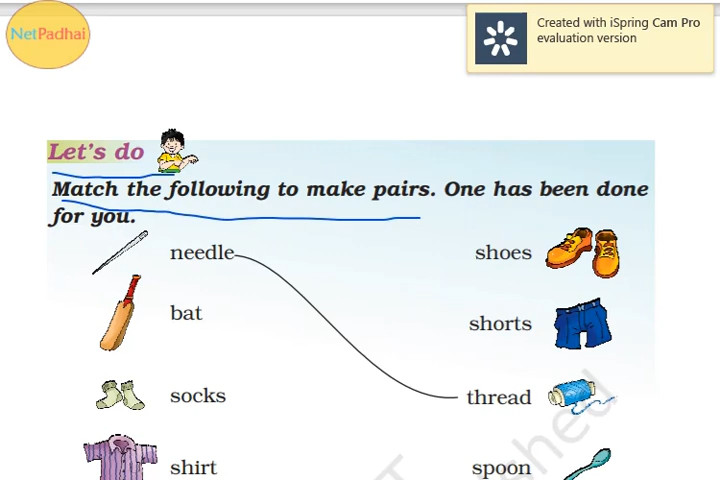 NetPadhai
Created with iSpring Cam Pro
evaluation version
Let's do
Match the following to make pairs. One has been done
for you.
needle
shoes
bat
shorts
socks
thread
shirt
spoon